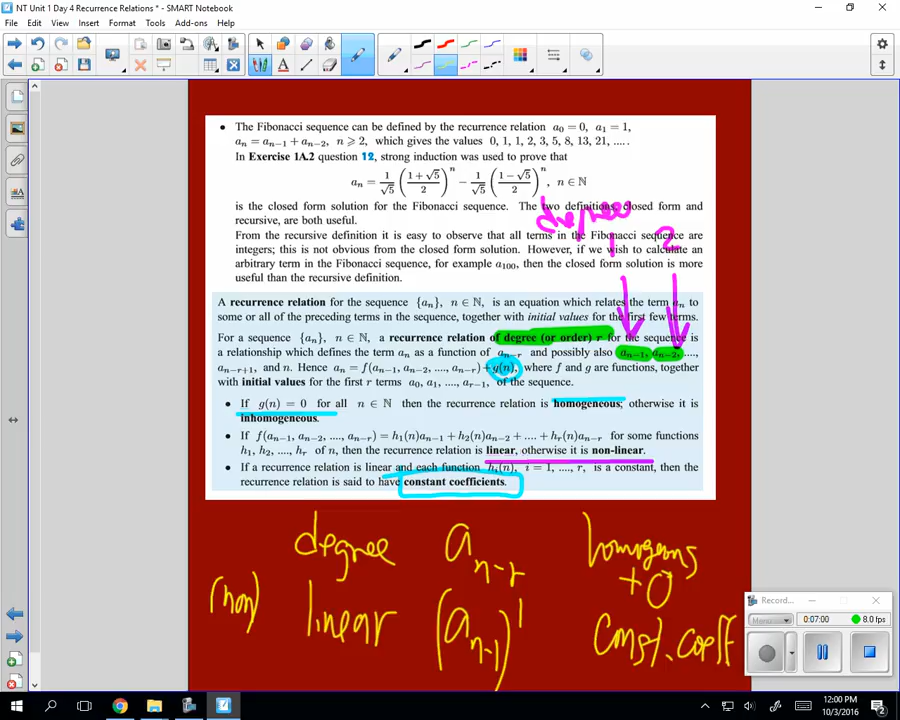 NT Unit 1 Day 4 Recurrence Relations * - SMART Notebook
File Edit View Insert Format Tools Add-ons Help
• The Fibonacci sequence can be defined by the recurrence relation a₀ = 0, a₁ = 1,
aₙ = aₙ₋₁ + aₙ₋₂, n ⩾ 2, which gives the values 0, 1, 1, 2, 3, 5, 8, 13, 21, ....
In Exercise 1A.2 question 12, strong induction was used to prove that
aₙ = 1/√5 ((1 + √5)/2)ⁿ − 1/√5 ((1 − √5)/2)ⁿ, n ∈ ℕ
is the closed form solution for the Fibonacci sequence. The two definitions, closed form and
recursive, are both useful.
degree
From the recursive definition it is easy to observe that all terms in the Fibonacci sequence are
integers; this is not obvious from the closed form solution. However, if we wish to calculate an
1 2
arbitrary term in the Fibonacci sequence, for example a₁₀₀, then the closed form solution is more
useful than the recursive definition.
A recurrence relation for the sequence {aₙ}, n ∈ ℕ, is an equation which relates the term aₙ to
some or all of the preceding terms in the sequence, together with initial values for the first few terms.
For a sequence {aₙ}, n ∈ ℕ, a recurrence relation of degree (or order) r for the sequence is
a relationship which defines the term aₙ as a function of aₙ₋ᵣ and possibly also aₙ₋₁, aₙ₋₂, ....,
aₙ₋ᵣ₊₁, and n. Hence aₙ = f(aₙ₋₁, aₙ₋₂, ...., aₙ₋ᵣ) + g(n), where f and g are functions, together
with initial values for the first r terms a₀, a₁, ...., aᵣ₋₁, of the sequence.
• If g(n) = 0 for all n ∈ ℕ then the recurrence relation is homogeneous; otherwise it is
inhomogeneous.
• If f(aₙ₋₁, aₙ₋₂, ...., aₙ₋ᵣ) = h₁(n)aₙ₋₁ + h₂(n)aₙ₋₂ + .... + hᵣ(n)aₙ₋ᵣ for some functions
h₁, h₂, ...., hᵣ of n, then the recurrence relation is linear, otherwise it is non-linear.
• If a recurrence relation is linear and each function hᵢ(n), i = 1, ...., r, is a constant, then the
recurrence relation is said to have constant coefficients.
degree aₙ₋ᵣ homogens
+0
(non) linear (aₙ₋₁)¹ const. coeff
Record...
Menu
0:07:00 8.0 fps
12:00 PM
10/3/2016
2